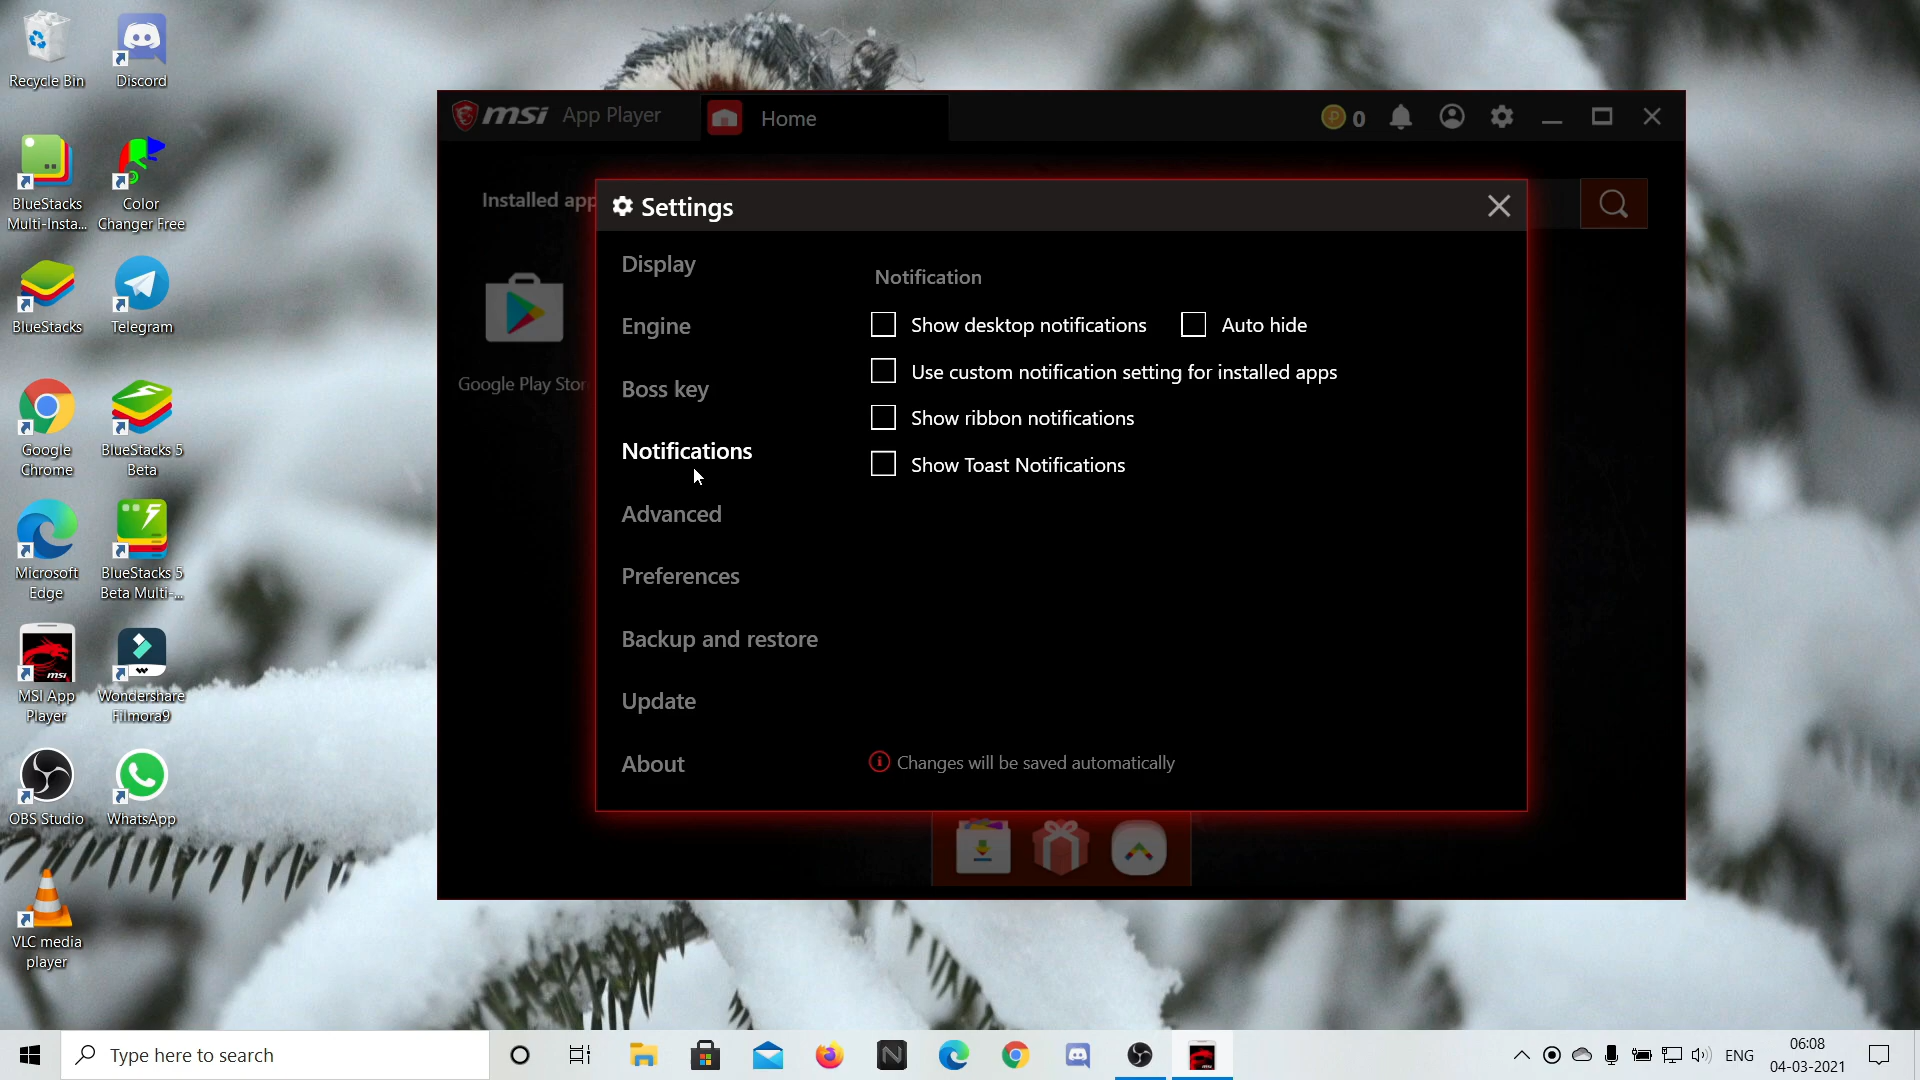 Recycle Bin
Discord
BlueStacks
Multi-Insta...
Color
Changer Free
BlueStacks
Telegram
Google
Chrome
BlueStacks 5
Beta
Microsoft
Edge
BlueStacks 5
Beta Multi-...
msi
MSI App
Player
Wondershare
Filmora9
OBS Studio
WhatsApp
VLC media
player
msi App Player
Home
0
Installed app
Google Play Stor
Settings
Display
Engine
Boss key
Notifications
Advanced
Preferences
Backup and restore
Update
About
Notification
Show desktop notifications
Auto hide
Use custom notification setting for installed apps
Show ribbon notifications
Show Toast Notifications
Changes will be saved automatically
Type here to search
ENG
06:08
04-03-2021